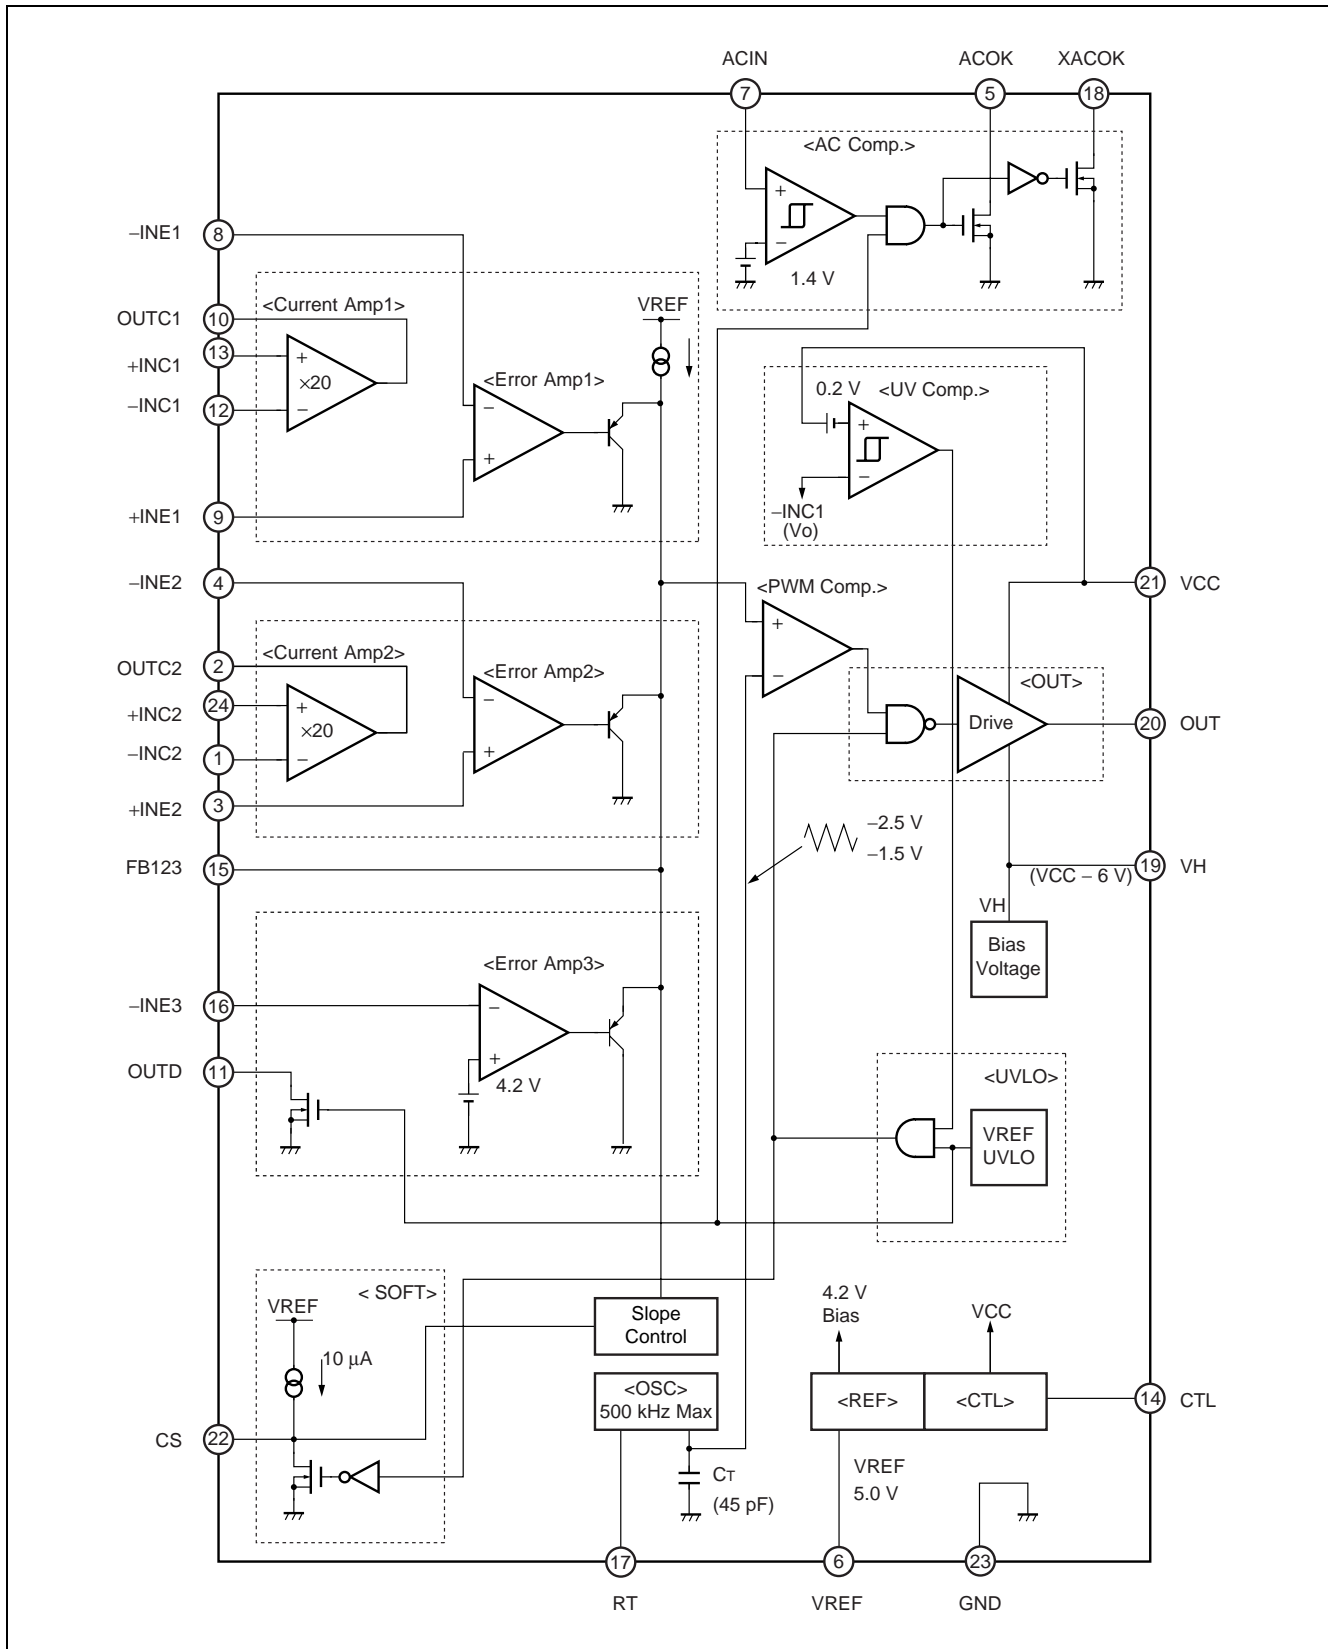 ACIN
ACOK
XACOK
7
5
18
<AC Comp.>
+
−
1.4 V
−INE1
8
<Current Amp1>
OUTC1
10
13
+INC1
+
×20
−
−INC1
12
VREF
<Error Amp1>
−
+
+INE1
9
0.2 V
<UV Comp.>
+
−
−INC1
(Vo)
−INE2
4
<PWM Comp.>
+
−
21
VCC
<Current Amp2>
OUTC2
2
24
+INC2
+
×20
−
−INC2
1
+INE2
3
<Error Amp2>
−
+
<OUT>
Drive
20
OUT
−2.5 V
−1.5 V
FB123
15
19
VH
(VCC − 6 V)
VH
Bias
Voltage
<Error Amp3>
−INE3
16
−
+
4.2 V
OUTD
11
<UVLO>
VREF
UVLO
< SOFT>
VREF
10 µA
Slope
Control
4.2 V
Bias
VCC
<OSC>
500 kHz Max
<REF>
<CTL>
14
CTL
CS
22
CT
(45 pF)
VREF
5.0 V
17
6
23
RT
VREF
GND